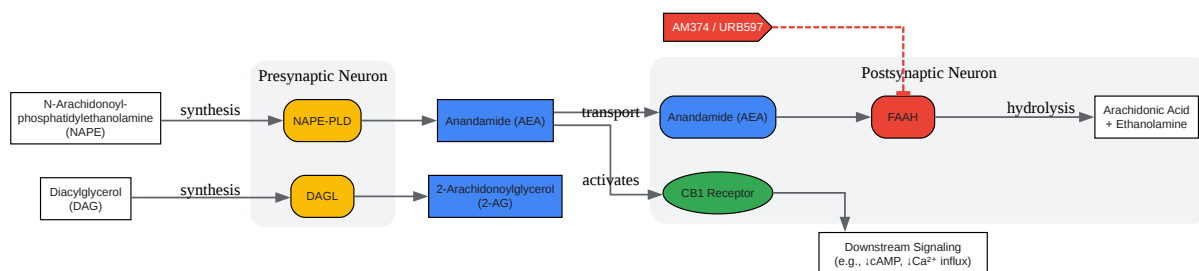 AM374 / URB597
Presynaptic Neuron
Postsynaptic Neuron
N-Arachidonoyl-
phosphatidylethanolamine
(NAPE)
synthesis
NAPE-PLD
Anandamide (AEA)
transport
Anandamide (AEA)
FAAH
hydrolysis
Arachidonic Acid
+ Ethanolamine
Diacylglycerol
(DAG)
synthesis
DAGL
2-Arachidonoylglycerol
(2-AG)
activates
CB1 Receptor
Downstream Signaling
(e.g., ↓cAMP, ↓Ca²⁺ influx)